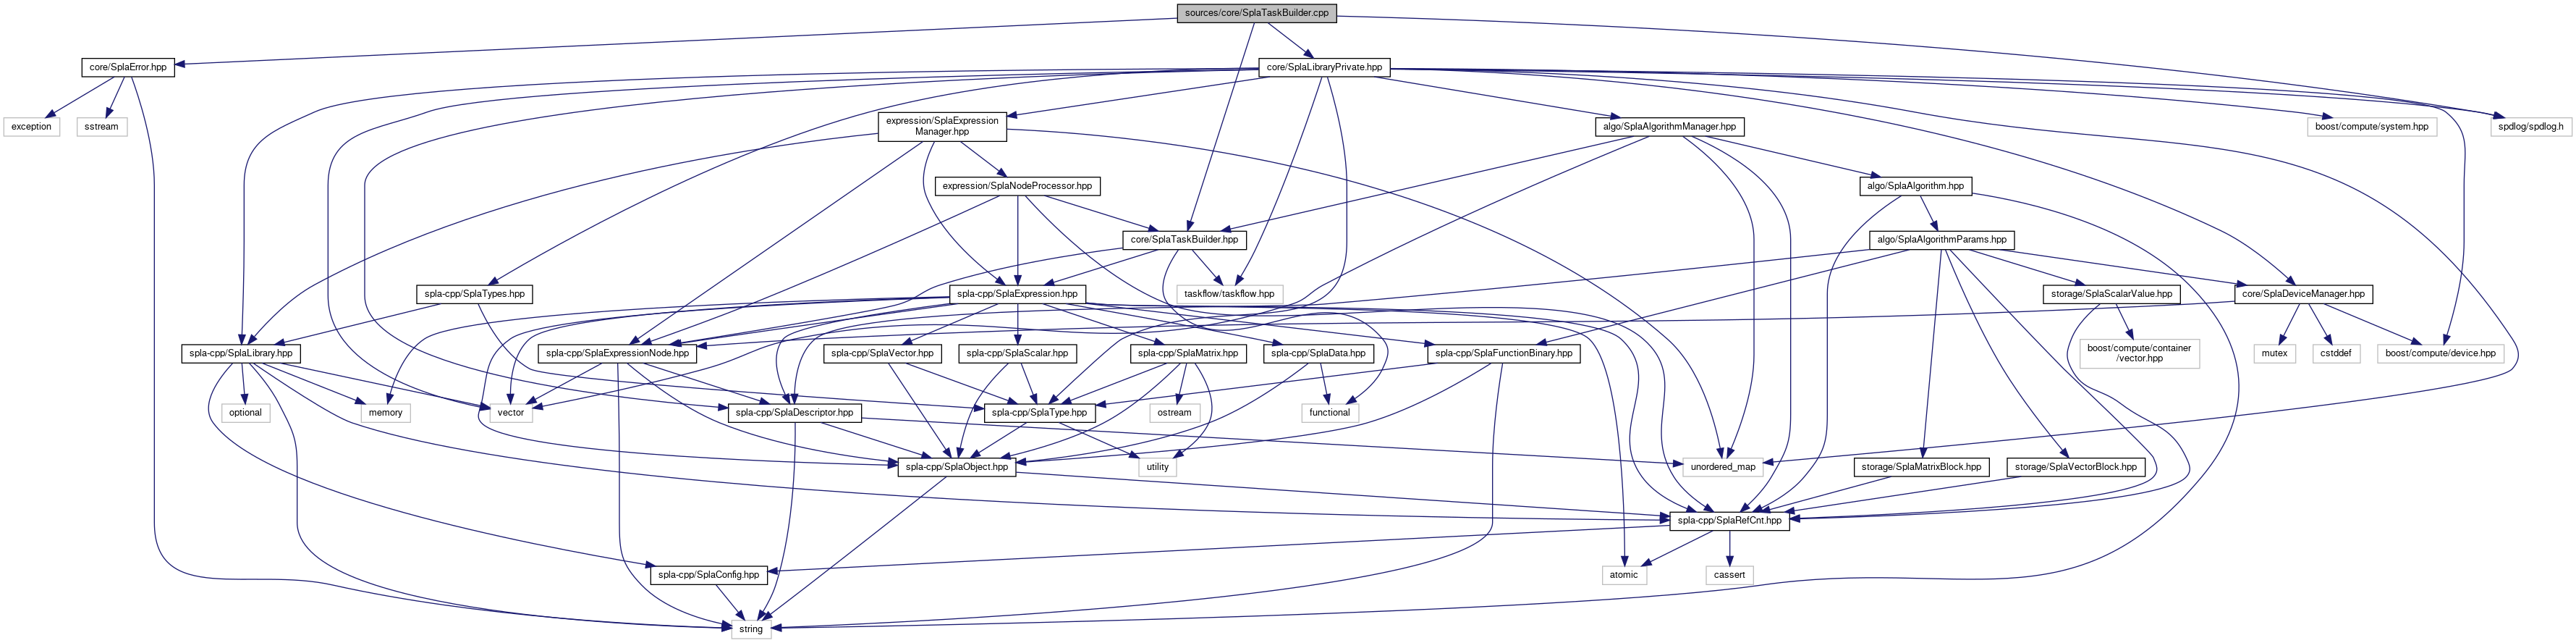 sources/core/SplaTaskBuilder.cpp
core/SplaError.hpp
core/SplaLibraryPrivate.hpp
exception
sstream
expression/SplaExpression
Manager.hpp
algo/SplaAlgorithmManager.hpp
boost/compute/system.hpp
spdlog/spdlog.h
expression/SplaNodeProcessor.hpp
algo/SplaAlgorithm.hpp
core/SplaTaskBuilder.hpp
algo/SplaAlgorithmParams.hpp
spla-cpp/SplaTypes.hpp
spla-cpp/SplaExpression.hpp
taskflow/taskflow.hpp
storage/SplaScalarValue.hpp
core/SplaDeviceManager.hpp
spla-cpp/SplaLibrary.hpp
spla-cpp/SplaExpressionNode.hpp
spla-cpp/SplaVector.hpp
spla-cpp/SplaScalar.hpp
spla-cpp/SplaMatrix.hpp
spla-cpp/SplaData.hpp
spla-cpp/SplaFunctionBinary.hpp
boost/compute/container
/vector.hpp
mutex
cstddef
boost/compute/device.hpp
optional
memory
vector
spla-cpp/SplaDescriptor.hpp
spla-cpp/SplaType.hpp
ostream
functional
spla-cpp/SplaObject.hpp
utility
unordered_map
storage/SplaMatrixBlock.hpp
storage/SplaVectorBlock.hpp
spla-cpp/SplaRefCnt.hpp
spla-cpp/SplaConfig.hpp
atomic
cassert
string